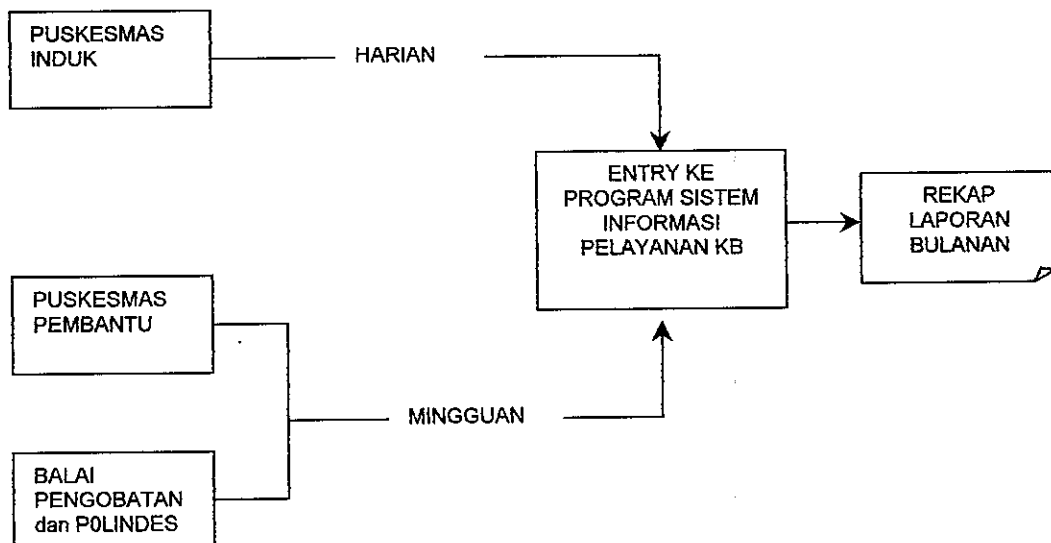 PUSKESMAS
INDUK
HARIAN
ENTRY KE
PROGRAM SISTEM
INFORMASI
PELAYANAN KB
REKAP
LAPORAN
BULANAN
PUSKESMAS
PEMBANTU
MINGGUAN
BALAI
PENGOBATAN
dan P0LINDES